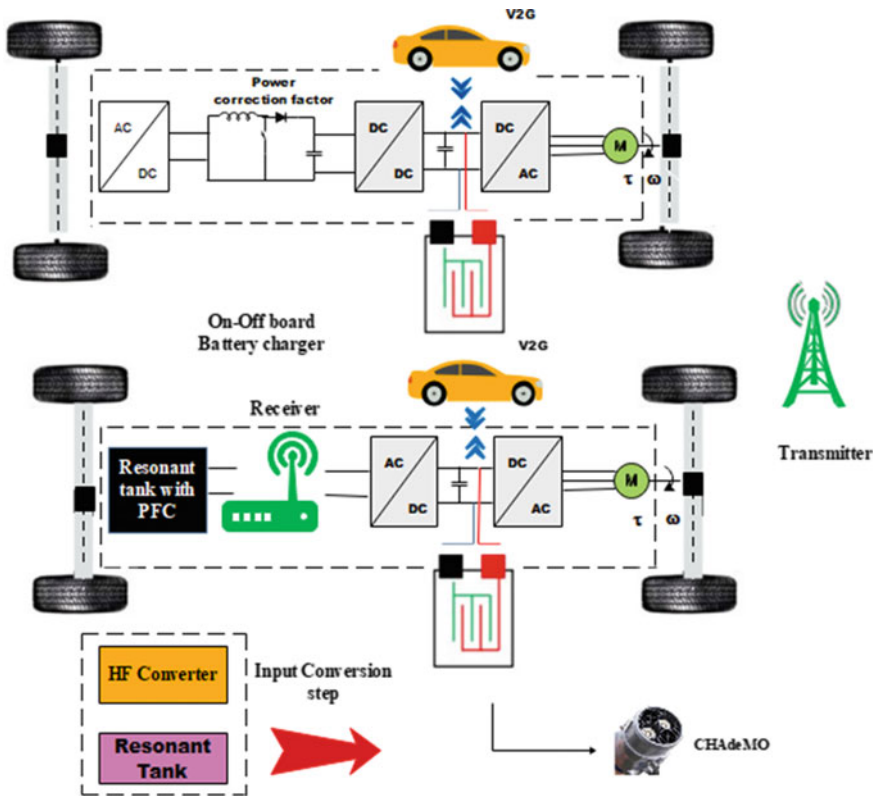 V2G
Power
correction factor
AC
DC
DC
DC
DC
AC
M
τ ω
On-Off board
Battery charger
V2G
Receiver
Transmitter
Resonant
tank with
PFC
AC
DC
DC
AC
M
τ ω
HF Converter
Input Conversion
step
Resonant
Tank
CHAdeMO